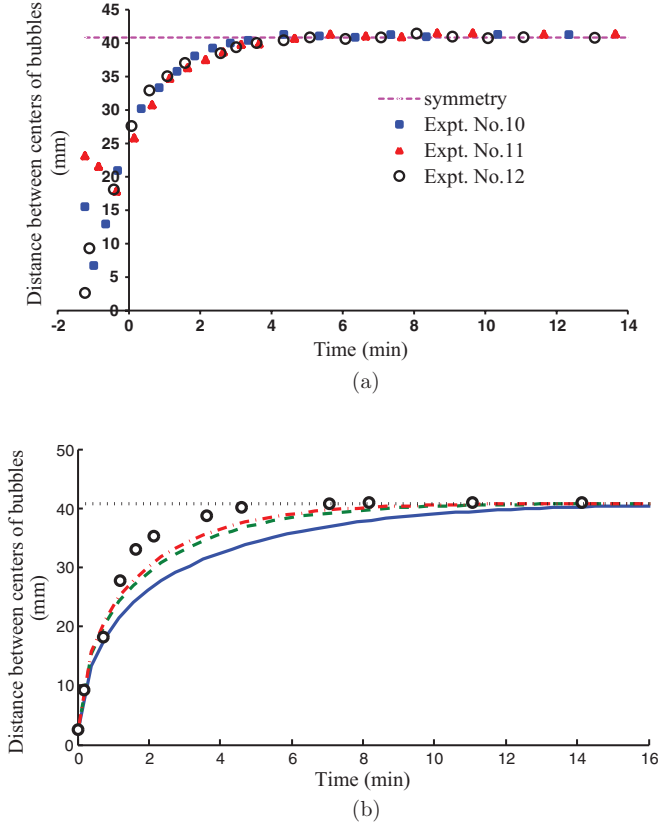 45
40
35
30
25
20
15
10
5
0
-2 0 2 4 6 8 10 12 14
Distance between centers of bubbles
(mm)
symmetry
Expt. No.10
Expt. No.11
Expt. No.12
Time (min)
(a)
50
40
30
20
10
0
0 2 4 6 8 10 12 14 16
Distance between centers of bubbles
(mm)
Time (min)
(b)